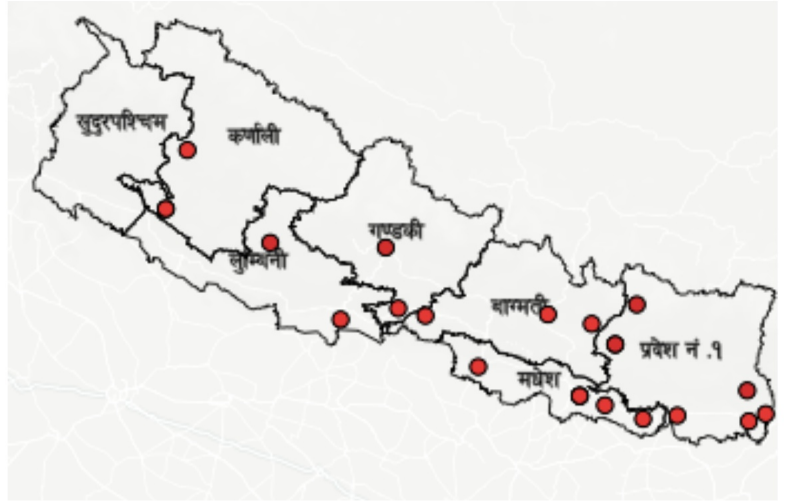 सुदुरपश्चिम
कर्णाली
गण्डकी
लुम्बिनी
बाग्मती
प्रदेश नं .१
मधेश